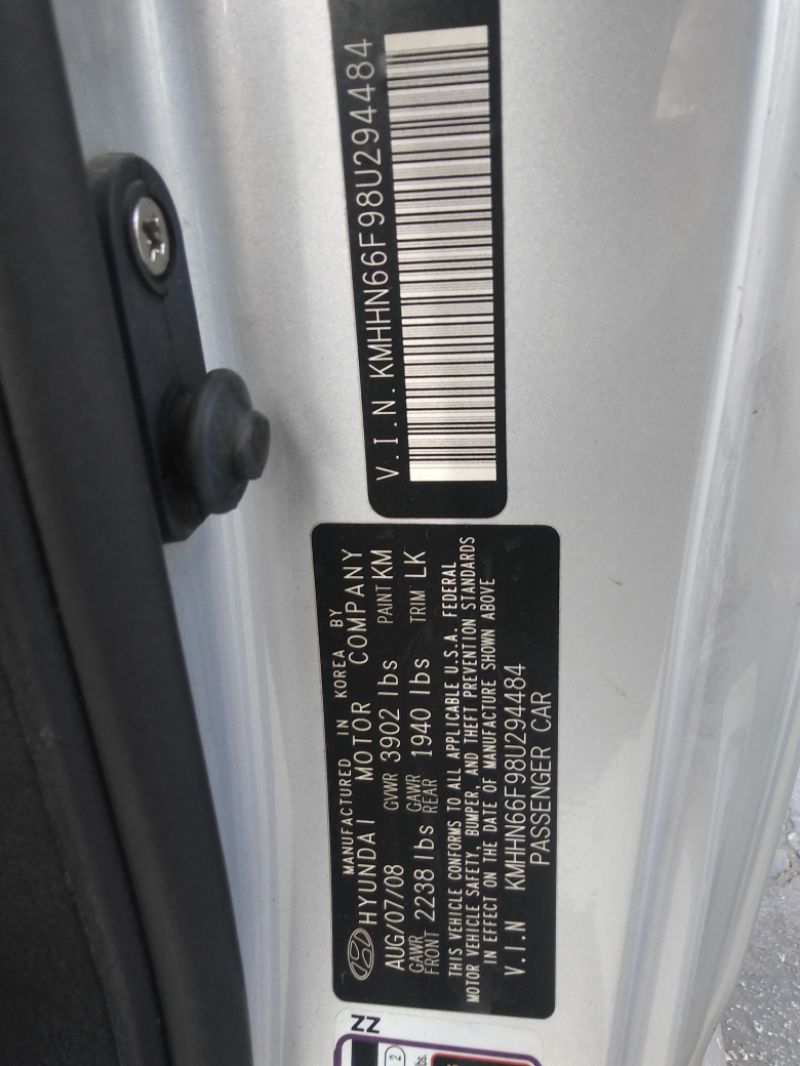 V.I.N. KMHHN66F98U294484
MANUFACTURED IN KOREA BY
HYUNDAI MOTOR COMPANY
AUG/07/08 GVWR 3902 lbs PAINT KM
GAWR FRONT 2238 lbs GAWR REAR 1940 lbs TRIM LK
THIS VEHICLE CONFORMS TO ALL APPLICABLE U.S.A. FEDERAL
MOTOR VEHICLE SAFETY, BUMPER, AND THEFT PREVENTION STANDARDS
IN EFFECT ON THE DATE OF MANUFACTURE SHOWN ABOVE
V.I.N KMHHN66F98U294484
PASSENGER CAR
ZZ
2
lbs.